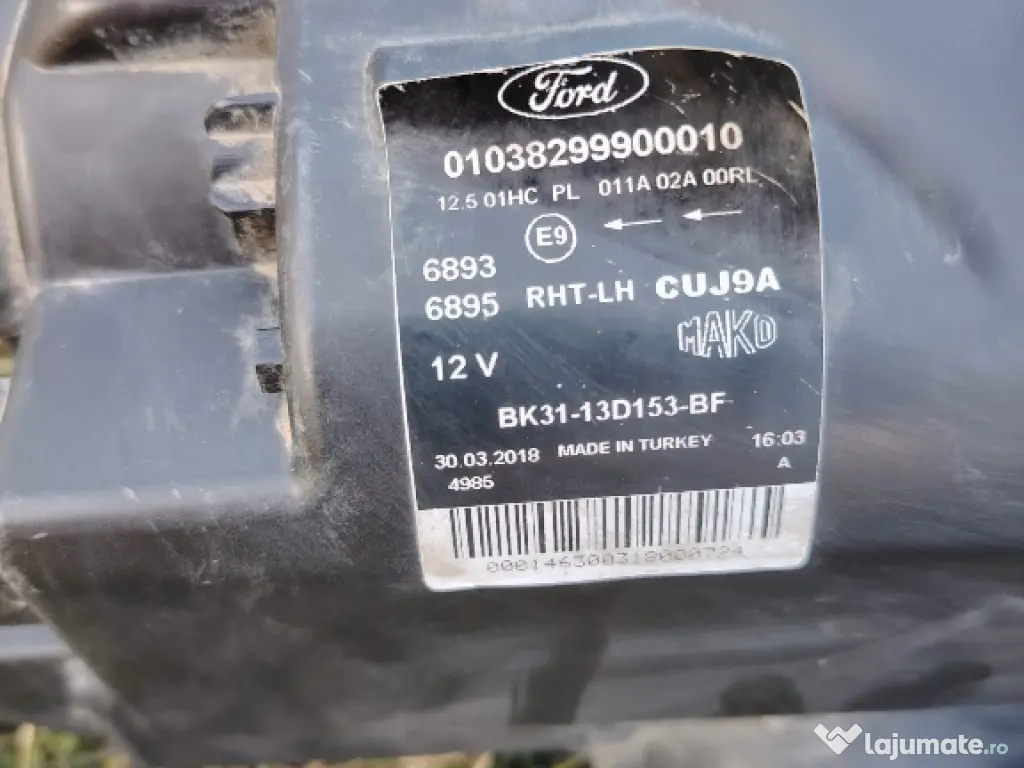 Ford
01038299900010
12.5 01HC PL 011A 02A 00RL
E9
6893
6895 RHT-LH CUJ9A
MAKO
12 V
BK31-13D153-BF
30.03.2018 MADE IN TURKEY 16:03
4985 A
000146300318000724
lajumate.ro